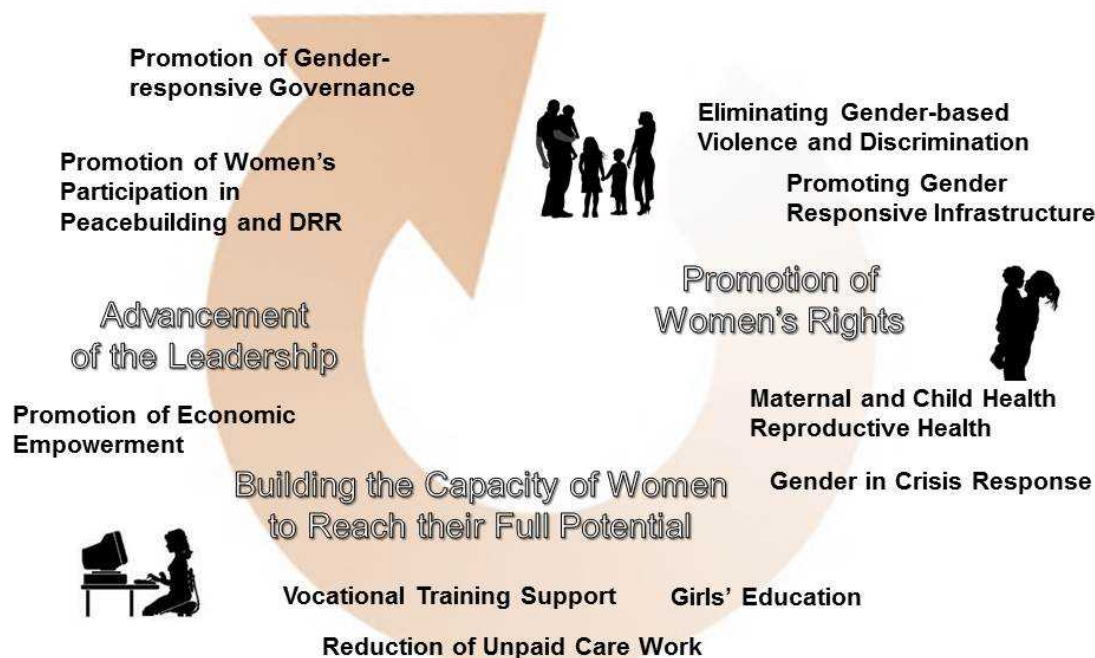 Promotion of Gender-
responsive Governance
Eliminating Gender-based
Violence and Discrimination
Promotion of Women's
Participation in
Peacebuilding and DRR
Promoting Gender
Responsive Infrastructure
Promotion of
Women's Rights
Advancement
of the Leadership
Maternal and Child Health
Reproductive Health
Promotion of Economic
Empowerment
Gender in Crisis Response
Building the Capacity of Women
to Reach their Full Potential
Vocational Training Support
Girls' Education
Reduction of Unpaid Care Work